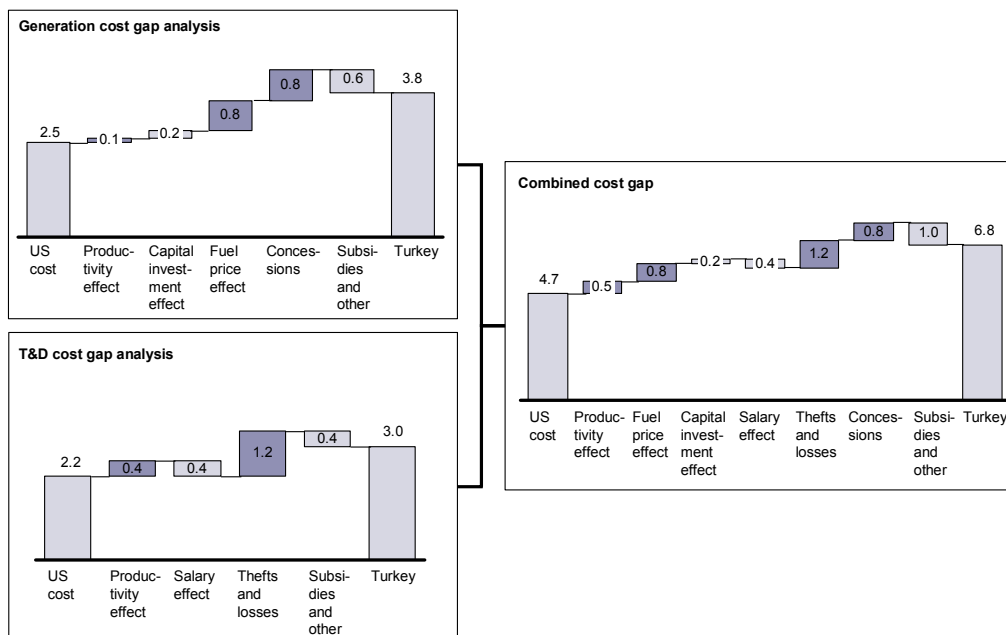 Generation cost gap analysis
2.5
0.1
0.2
0.8
0.8
0.6
3.8
US
cost
Produc-
tivity
effect
Capital
invest-
ment
effect
Fuel
price
effect
Conces-
sions
Subsi-
dies
and
other
Turkey
T&D cost gap analysis
2.2
0.4
0.4
1.2
0.4
3.0
US
cost
Produc-
tivity
effect
Salary
effect
Thefts
and
losses
Subsi-
dies
and
other
Turkey
Combined cost gap
4.7
0.5
0.8
0.2
0.4
1.2
0.8
1.0
6.8
US
cost
Produc-
tivity
effect
Fuel
price
effect
Capital
invest-
ment
effect
Salary
effect
Thefts
and
losses
Conces-
sions
Subsi-
dies
and
other
Turkey